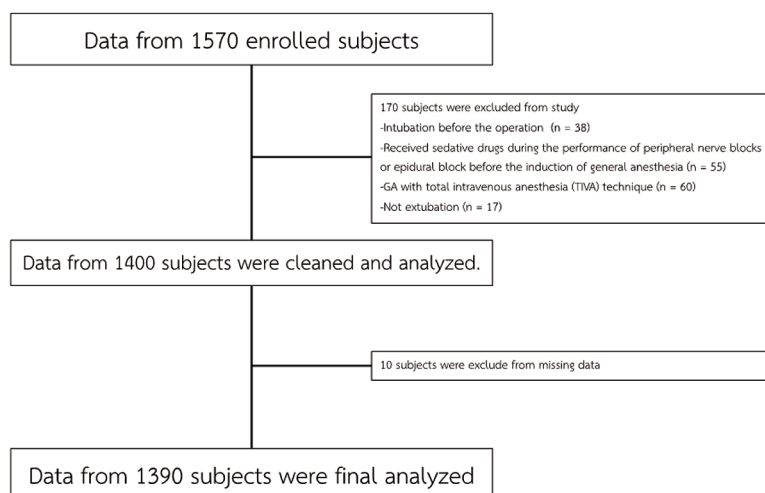 Data from 1570 enrolled subjects
170 subjects were excluded from study
-Intubation before the operation (n = 38)
-Received sedative drugs during the performance of peripheral nerve blocks
or epidural block before the induction of general anesthesia (n = 55)
-GA with total intravenous anesthesia (TIVA) technique (n = 60)
-Not extubation (n = 17)
Data from 1400 subjects were cleaned and analyzed.
10 subjects were exclude from missing data
Data from 1390 subjects were final analyzed